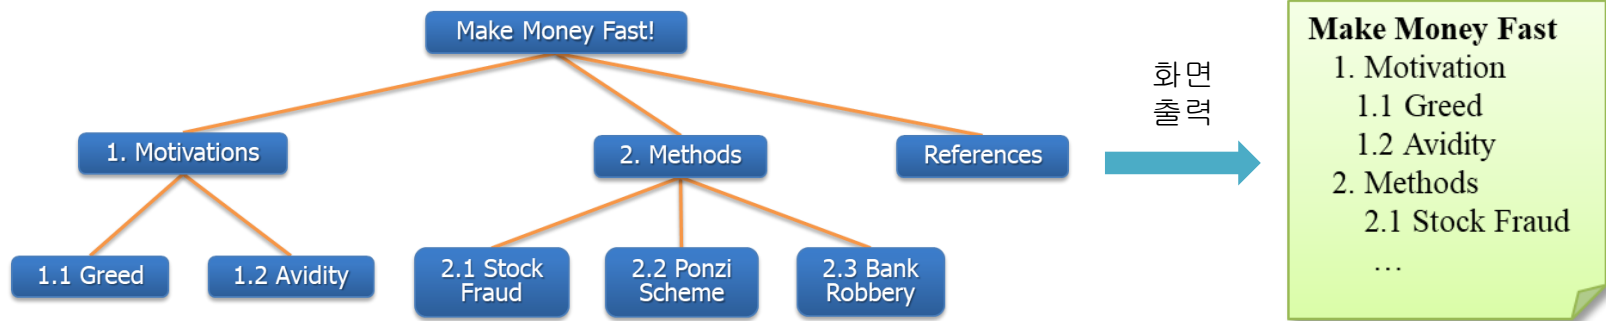 Make Money Fast!
1. Motivations
2. Methods
References
1.1 Greed
1.2 Avidity
2.1 Stock
Fraud
2.2 Ponzi
Scheme
2.3 Bank
Robbery
화면
출력
Make Money Fast
1. Motivation
1.1 Greed
1.2 Avidity
2. Methods
2.1 Stock Fraud
...